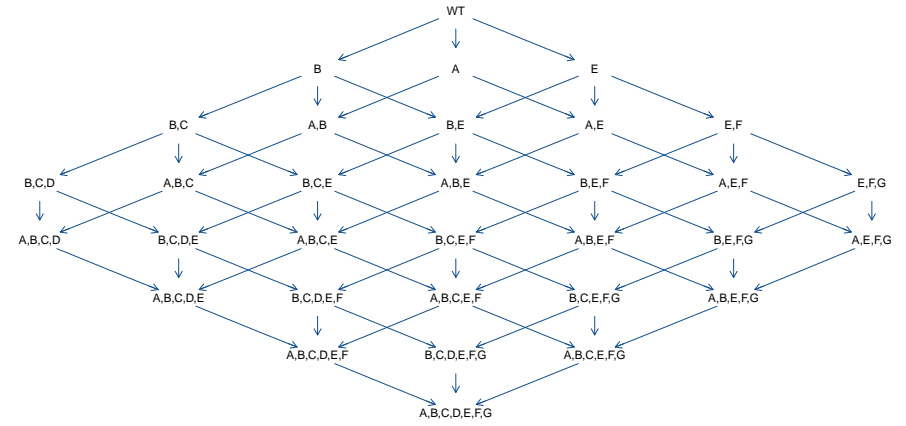 WT
B A E
B,C A,B B,E A,E E,F
B,C,D A,B,C B,C,E A,B,E B,E,F A,E,F E,F,G
A,B,C,D B,C,D,E A,B,C,E B,C,E,F A,B,E,F B,E,F,G A,E,F,G
A,B,C,D,E B,C,D,E,F A,B,C,E,F B,C,E,F,G A,B,E,F,G
A,B,C,D,E,F B,C,D,E,F,G A,B,C,E,F,G
A,B,C,D,E,F,G